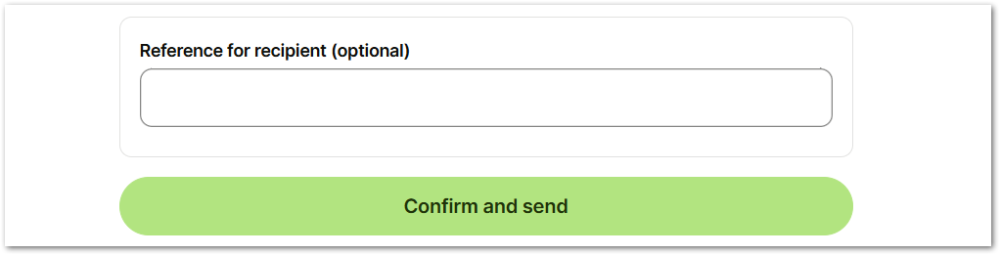 Reference for recipient (optional)
Confirm and send